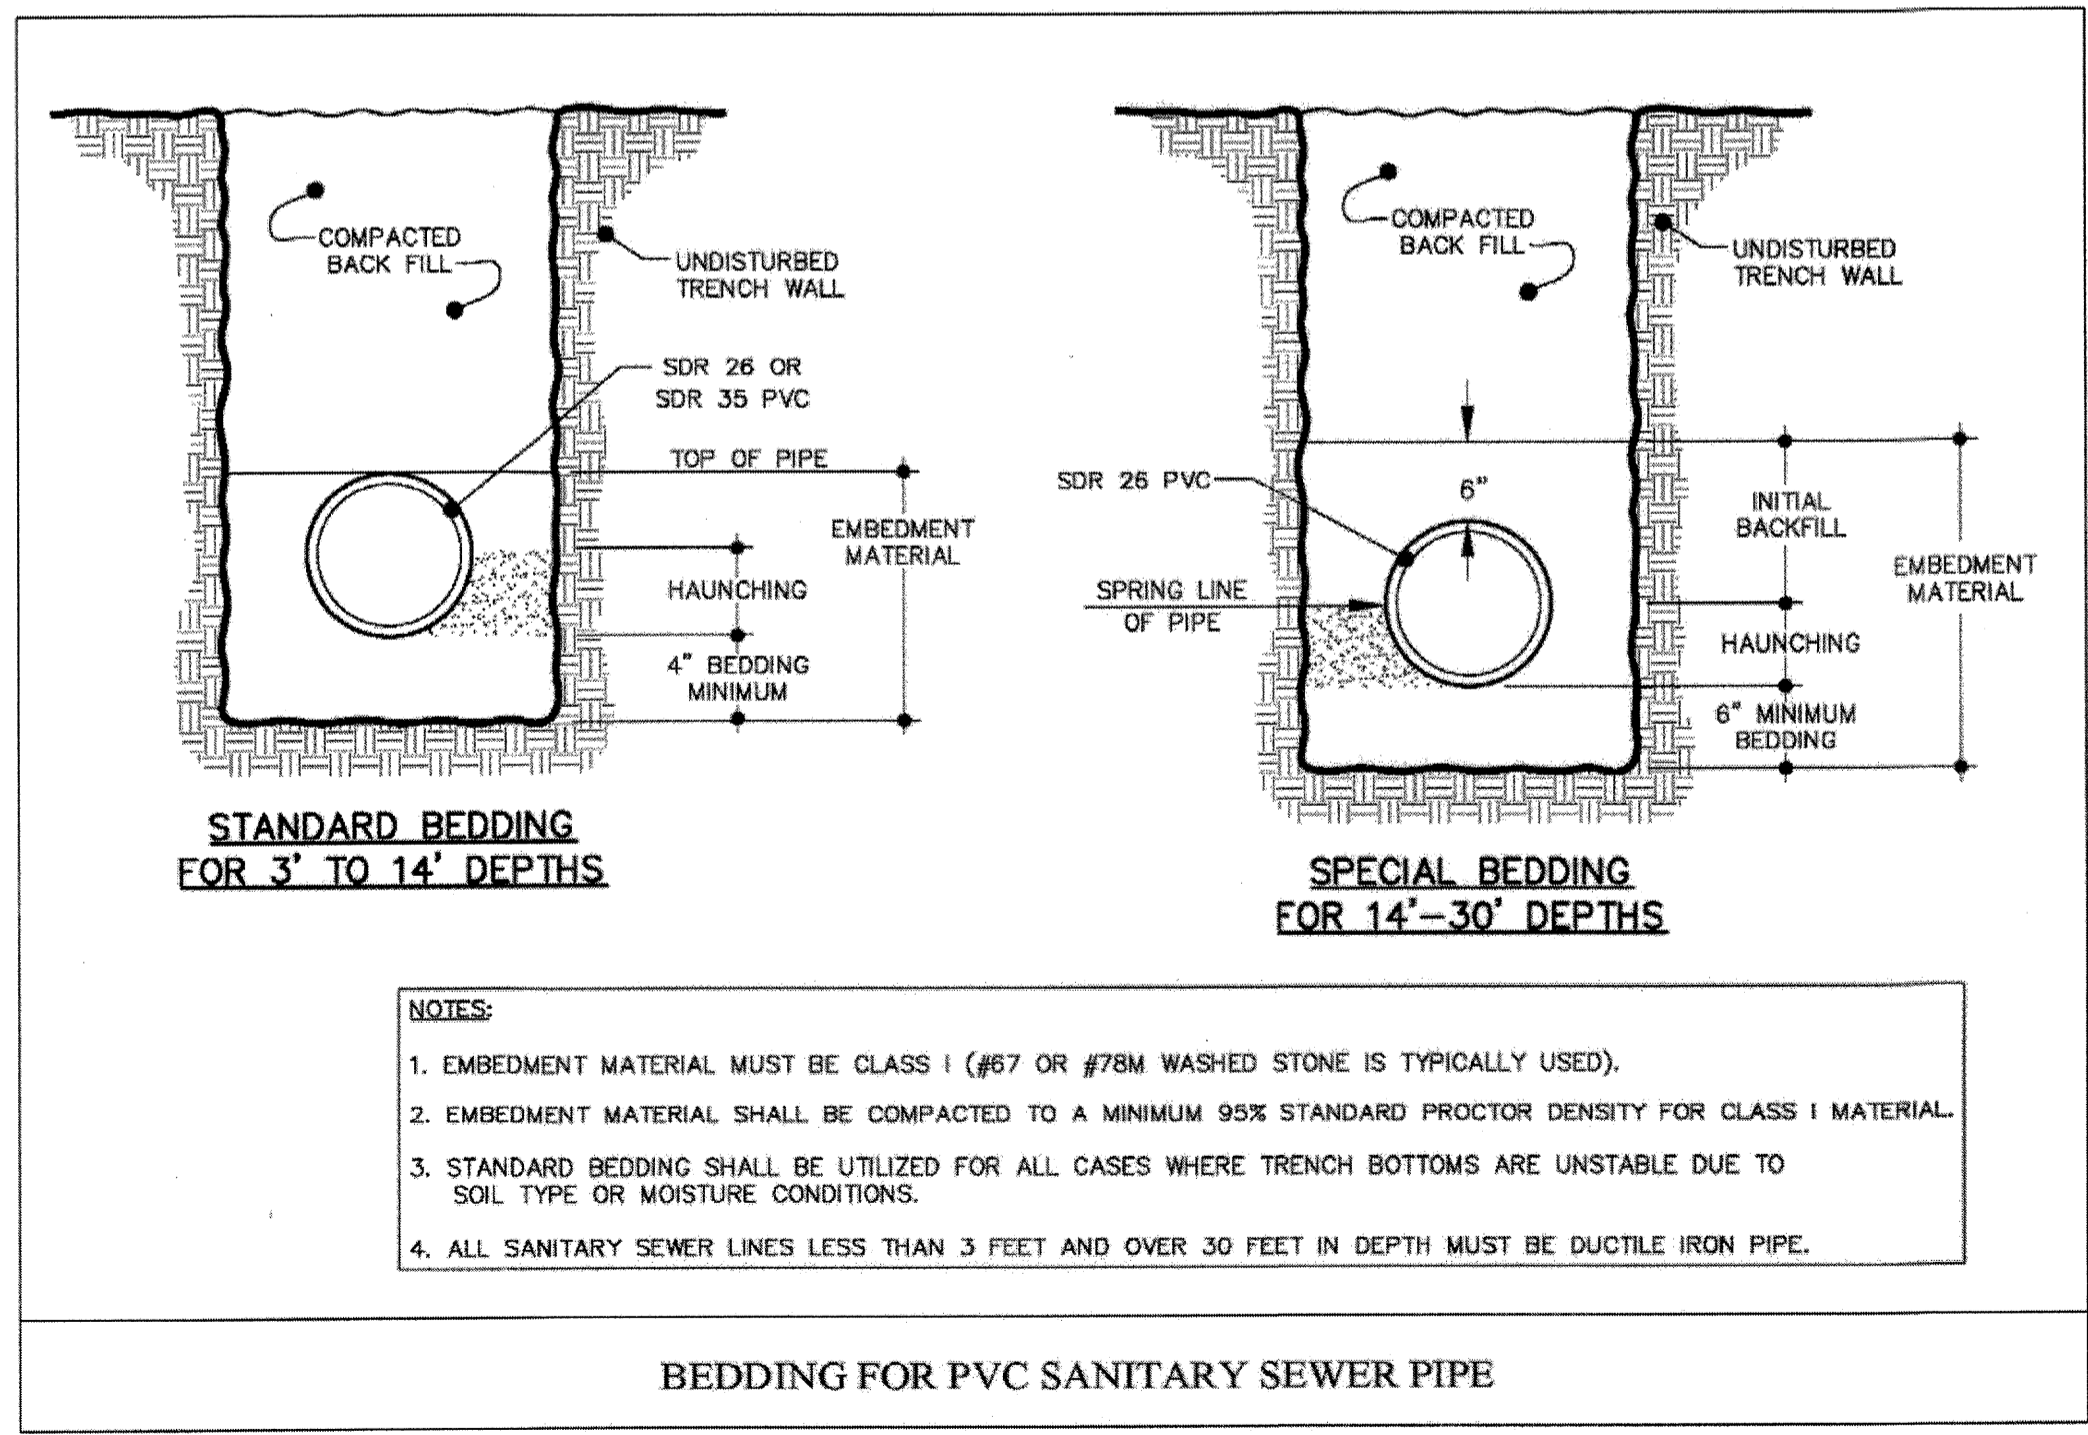 COMPACTED
BACK FILL
UNDISTURBED
TRENCH WALL
SDR 26 OR
SDR 35 PVC
TOP OF PIPE
EMBEDMENT
MATERIAL
HAUNCHING
4" BEDDING
MINIMUM
STANDARD BEDDING
FOR 3' TO 14' DEPTHS
COMPACTED
BACK FILL
UNDISTURBED
TRENCH WALL
SDR 26 PVC
6"
INITIAL
BACKFILL
EMBEDMENT
MATERIAL
SPRING LINE
OF PIPE
HAUNCHING
6" MINIMUM
BEDDING
SPECIAL BEDDING
FOR 14'-30' DEPTHS
NOTES:
1. EMBEDMENT MATERIAL MUST BE CLASS I (#67 OR #78M WASHED STONE IS TYPICALLY USED).
2. EMBEDMENT MATERIAL SHALL BE COMPACTED TO A MINIMUM 95% STANDARD PROCTOR DENSITY FOR CLASS I MATERIAL.
3. STANDARD BEDDING SHALL BE UTILIZED FOR ALL CASES WHERE TRENCH BOTTOMS ARE UNSTABLE DUE TO
SOIL TYPE OR MOISTURE CONDITIONS.
4. ALL SANITARY SEWER LINES LESS THAN 3 FEET AND OVER 30 FEET IN DEPTH MUST BE DUCTILE IRON PIPE.
BEDDING FOR PVC SANITARY SEWER PIPE